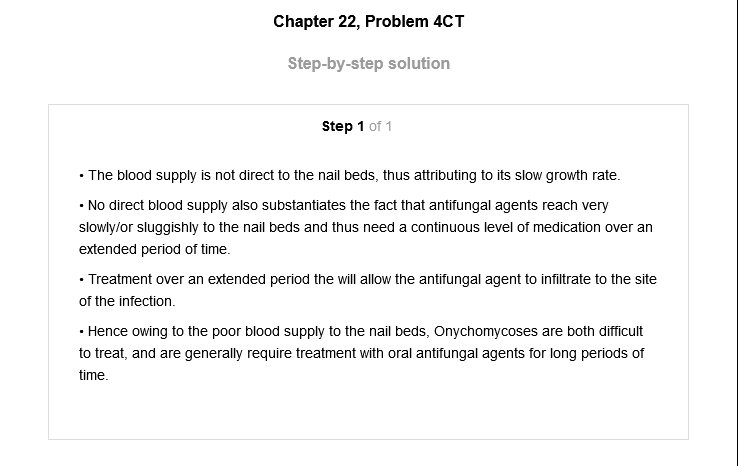 Chapter 22, Problem 4CT
Step-by-step solution
Step 1 of 1
• The blood supply is not direct to the nail beds, thus attributing to its slow growth rate.
• No direct blood supply also substantiates the fact that antifungal agents reach very
slowly/or sluggishly to the nail beds and thus need a continuous level of medication over an
extended period of time.
• Treatment over an extended period the will allow the antifungal agent to infiltrate to the site
of the infection.
• Hence owing to the poor blood supply to the nail beds, Onychomycoses are both difficult
to treat, and are generally require treatment with oral antifungal agents for long periods of
time.